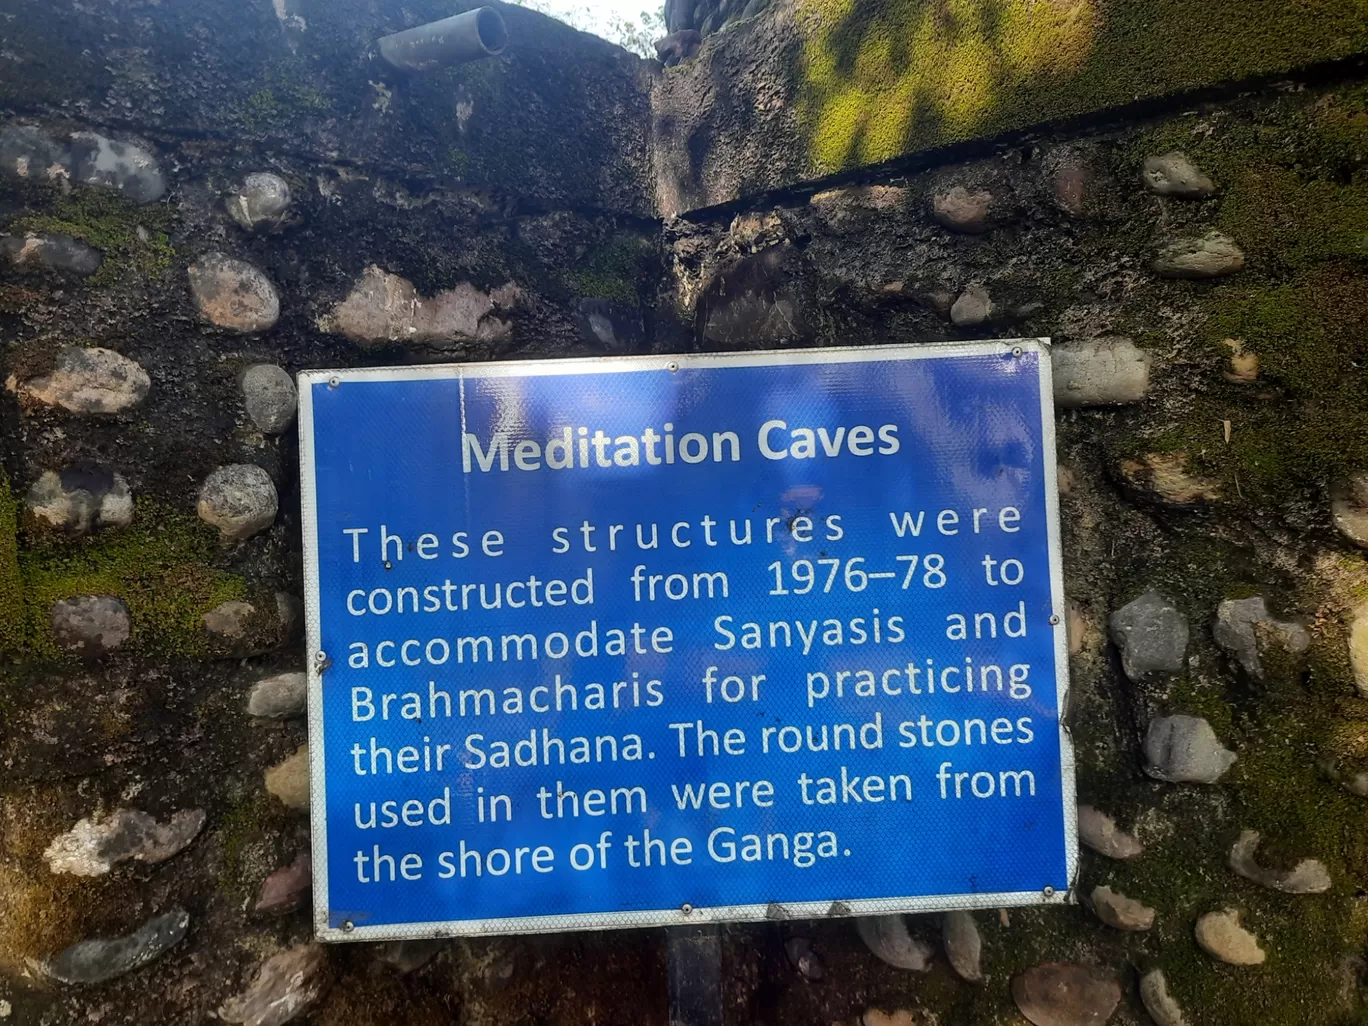 Meditation Caves
These structures were
constructed from 1976–78 to
accommodate Sanyasis and
Brahmacharis for practicing
their Sadhana. The round stones
used in them were taken from
the shore of the Ganga.